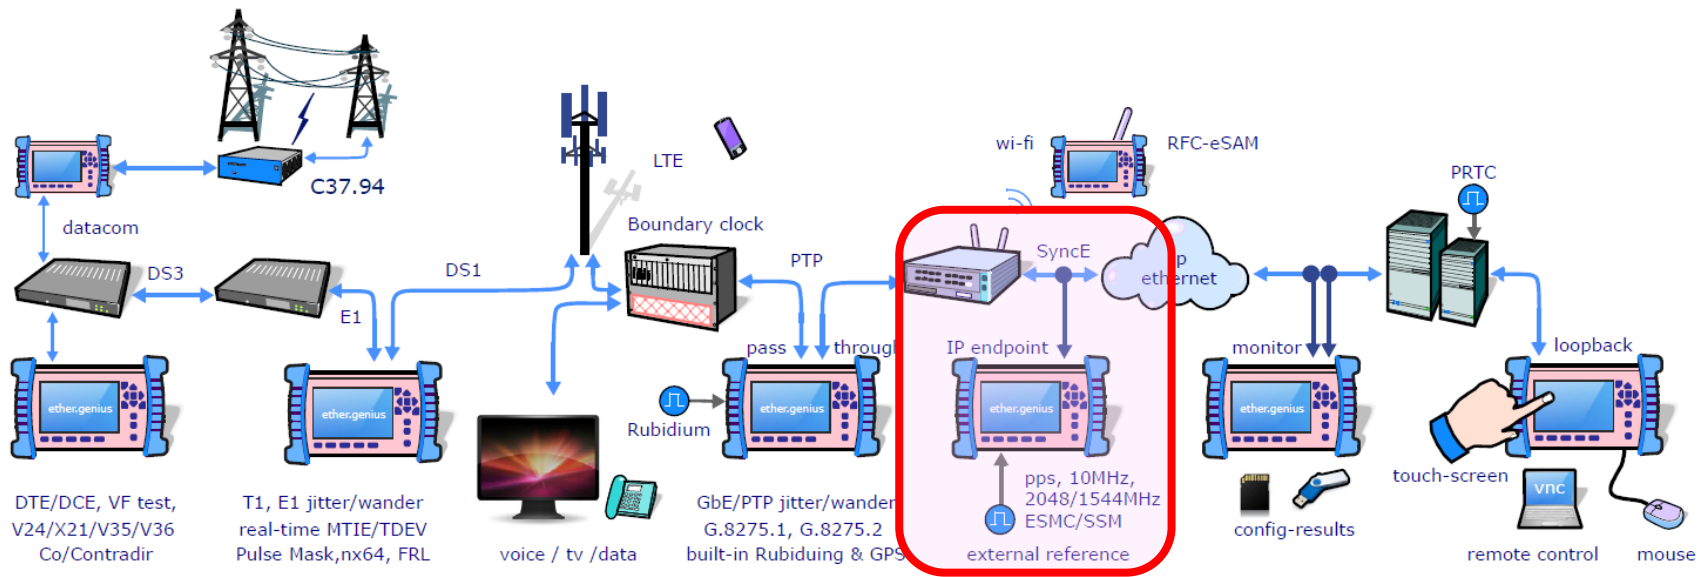 wi-fi
RFC-eSAM
LTE
PRTC
C37.94
datacom
Boundary clock
SyncE
DS3
DS1
PTP
ethernet
E1
pass
through
IP endpoint
monitor
loopback
ether.genius
ether.genius
ether.genius
ether.genius
ether.genius
Rubidium
touch-screen
DTE/DCE, VF test,
V24/X21/V35/V36
Co/Contradir
T1, E1 jitter/wander
real-time MTIE/TDEV
Pulse Mask,nx64, FRL
voice / tv /data
GbE/PTP jitter/wander
G.8275.1, G.8275.2
built-in Rubiduing & GPS
pps, 10MHz,
2048/1544MHz
ESMC/SSM
external reference
config-results
vnc
remote control
mouse